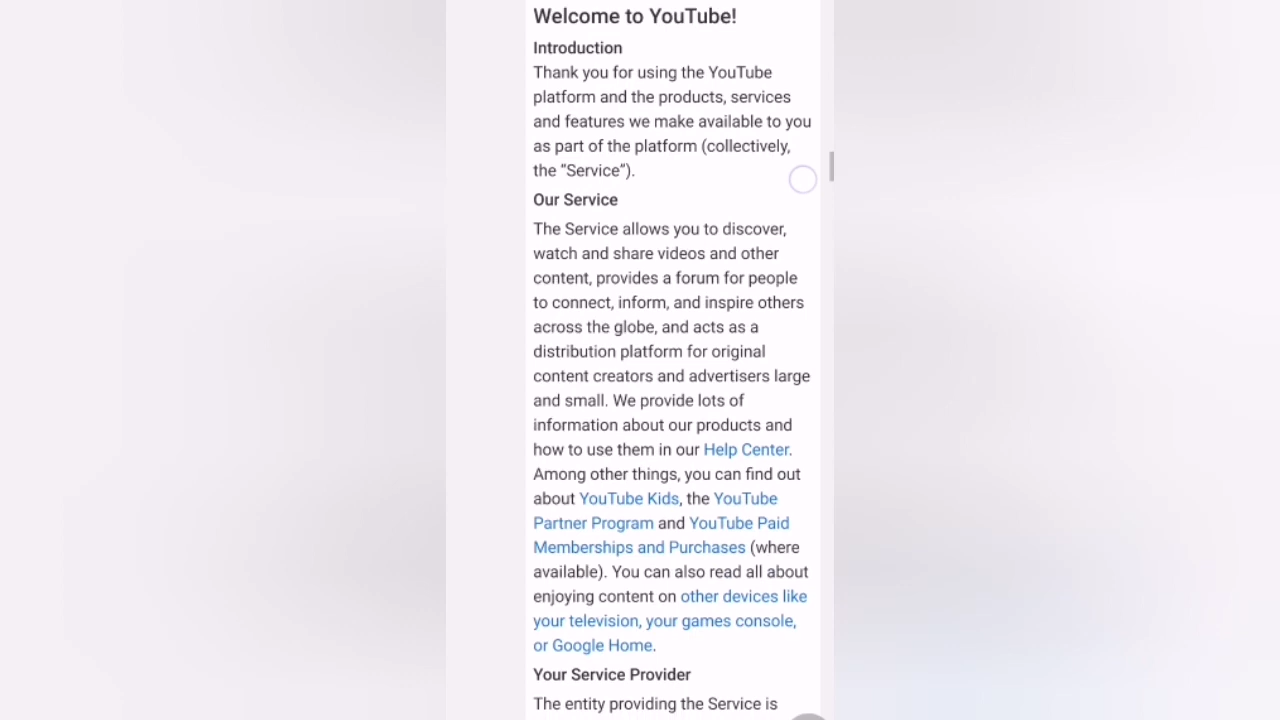 Welcome to YouTube!
Introduction
Thank you for using the YouTube
platform and the products, services
and features we make available to you
as part of the platform (collectively,
the “Service”).
Our Service
The Service allows you to discover,
watch and share videos and other
content, provides a forum for people
to connect, inform, and inspire others
across the globe, and acts as a
distribution platform for original
content creators and advertisers large
and small. We provide lots of
information about our products and
how to use them in our Help Center.
Among other things, you can find out
about YouTube Kids, the YouTube
Partner Program and YouTube Paid
Memberships and Purchases (where
available). You can also read all about
enjoying content on other devices like
your television, your games console,
or Google Home.
Your Service Provider
The entity providing the Service is